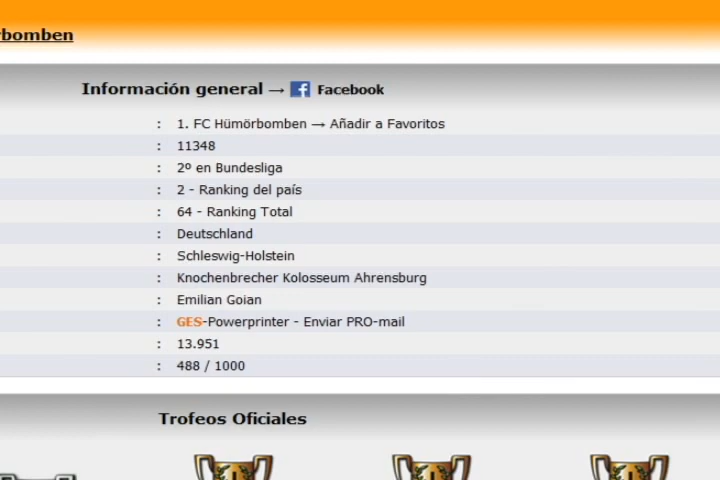 rbomben
Información general → Facebook
: 1. FC Hümörbomben → Añadir a Favoritos
: 11348
: 2º en Bundesliga
: 2 - Ranking del país
: 64 - Ranking Total
: Deutschland
: Schleswig-Holstein
: Knochenbrecher Kolosseum Ahrensburg
: Emilian Goian
: GES-Powerprinter - Enviar PRO-mail
: 13.951
: 488 / 1000
Trofeos Oficiales